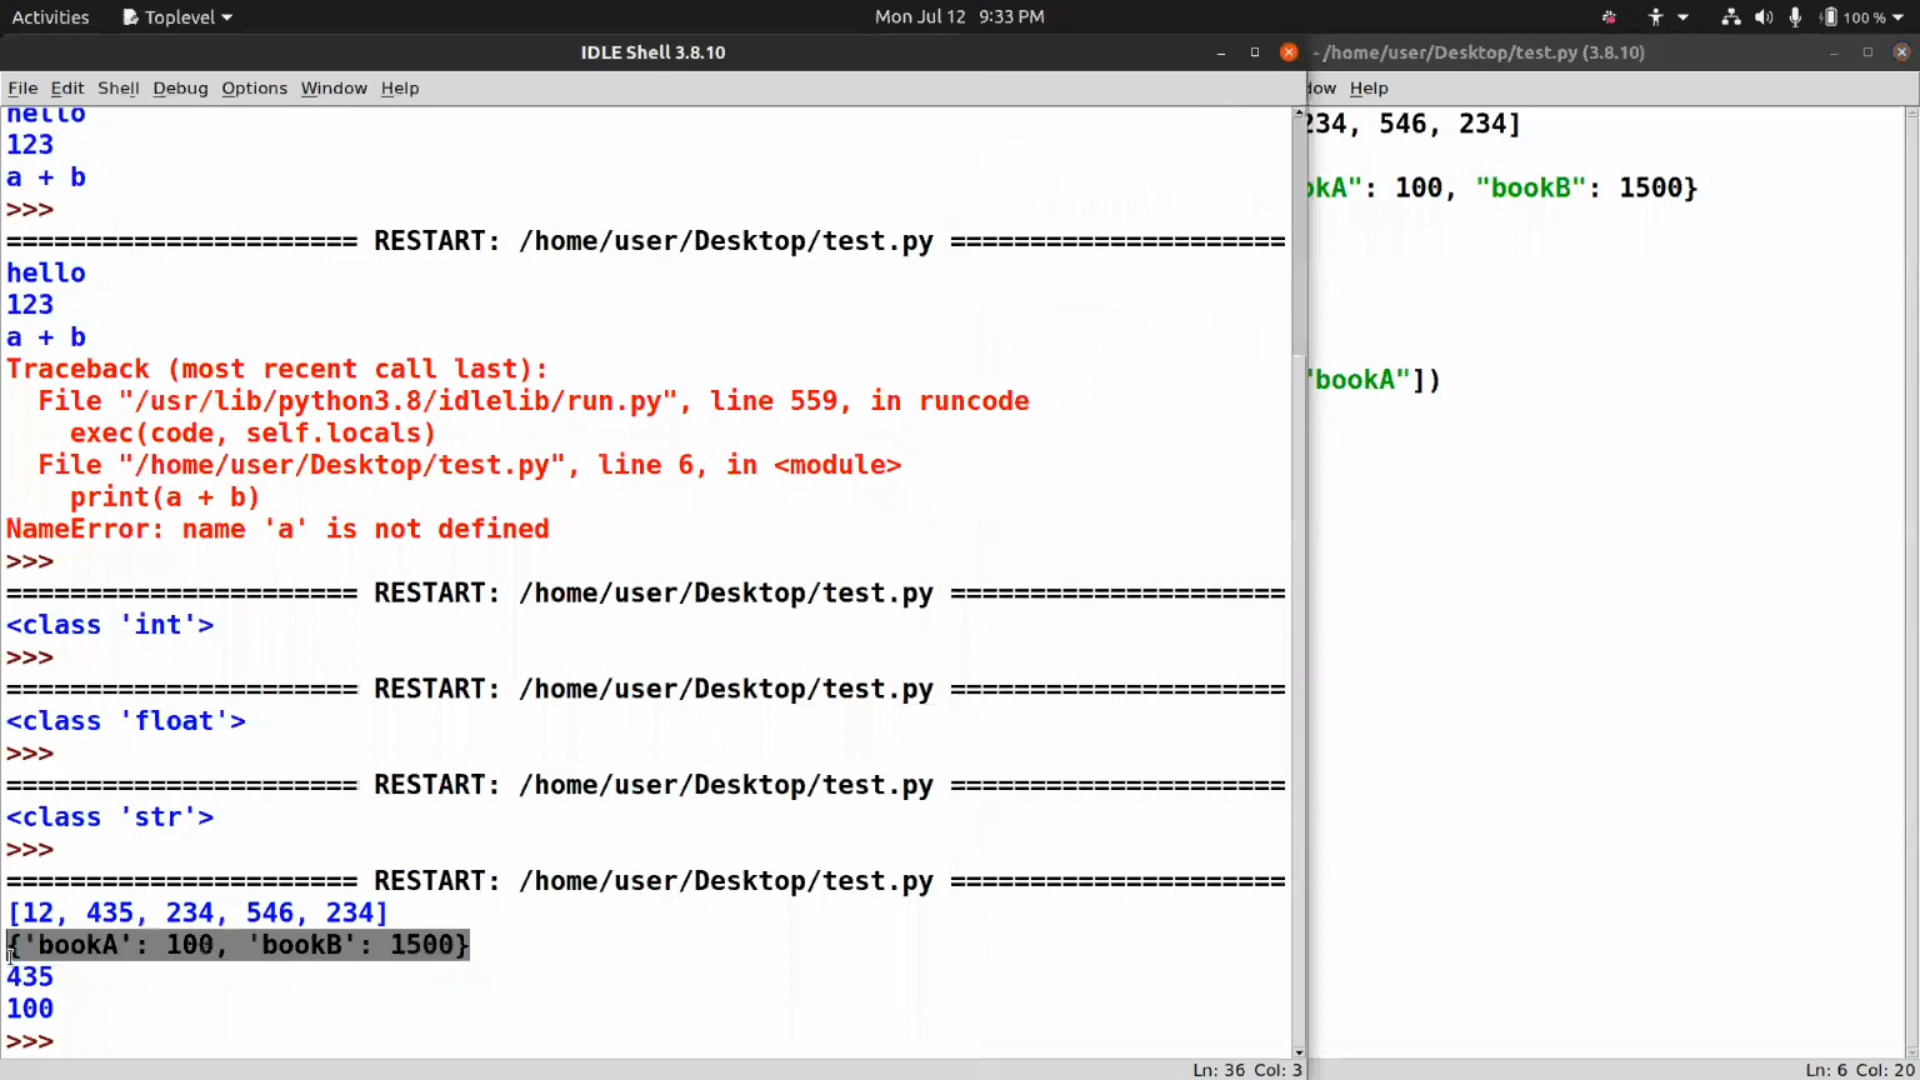 Activities
Toplevel
Mon Jul 12 9:33 PM
100 %
IDLE Shell 3.8.10
- /home/user/Desktop/test.py (3.8.10)
File Edit Shell Debug Options Window Help
Help
hello
123
a + b
>>>
====================== RESTART: /home/user/Desktop/test.py =====================
hello
123
a + b
Traceback (most recent call last):
File "/usr/lib/python3.8/idlelib/run.py", line 559, in runcode
exec(code, self.locals)
File "/home/user/Desktop/test.py", line 6, in <module>
print(a + b)
NameError: name 'a' is not defined
>>>
====================== RESTART: /home/user/Desktop/test.py =====================
<class 'int'>
>>>
====================== RESTART: /home/user/Desktop/test.py =====================
<class 'float'>
>>>
====================== RESTART: /home/user/Desktop/test.py =====================
<class 'str'>
>>>
====================== RESTART: /home/user/Desktop/test.py =====================
[12, 435, 234, 546, 234]
{'bookA': 100, 'bookB': 1500}
435
100
>>>
Ln: 36 Col: 3
234, 546, 234]
okA": 100, "bookB": 1500}
"bookA"])
Ln: 6 Col: 20